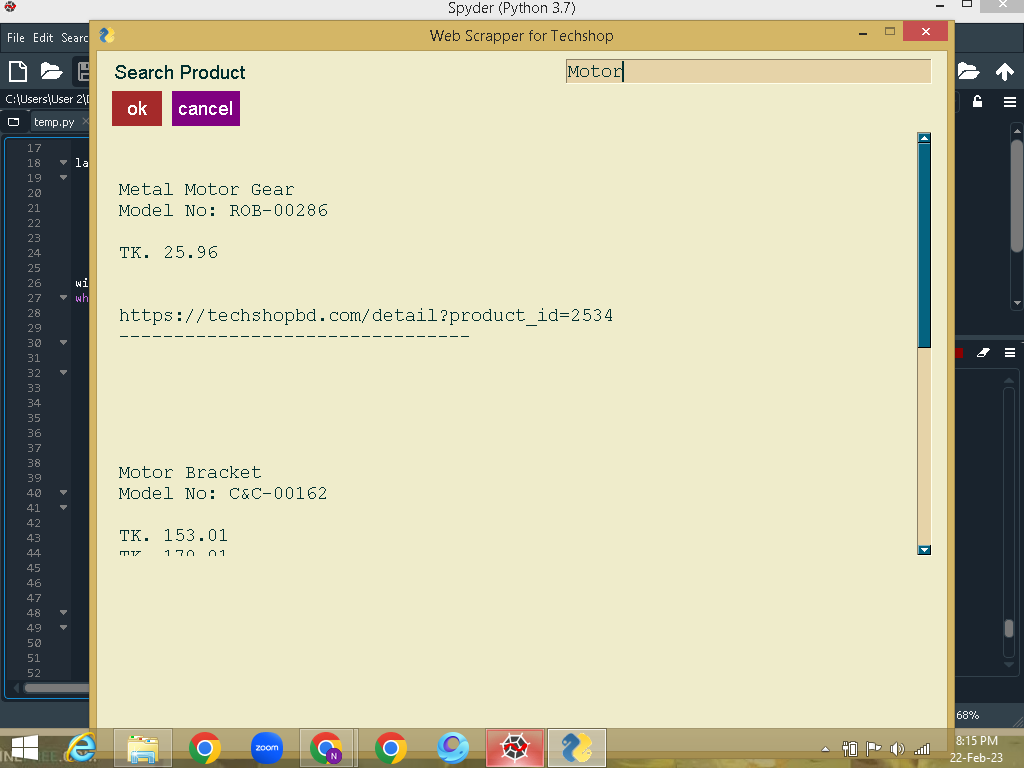 Spyder (Python 3.7)
File Edit Searc
Web Scrapper for Techshop
Search Product
Motor
ok
cancel
C:\Users\User 2\
temp.py
17
18
la
19
20
21
22
23
24
25
26
wi
27
wh
28
29
30
31
32
33
34
35
36
37
38
39
40
41
42
43
44
45
46
47
48
49
50
51
52
Metal Motor Gear
Model No: ROB-00286
TK. 25.96
https://techshopbd.com/detail?product_id=2534
--------------------------------
Motor Bracket
Model No: C&C-00162
TK. 153.01
68%
zoom
N
8:15 PM
22-Feb-23